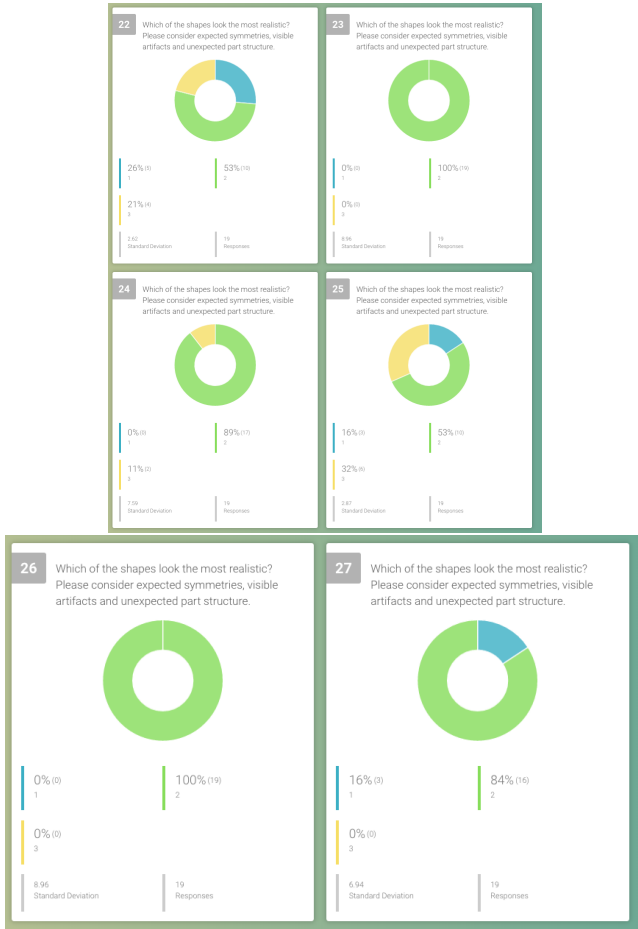 22
Which of the shapes look the most realistic?
Please consider expected symmetries, visible
artifacts and unexpected part structure.
26% (5)
1
53% (10)
2
21% (4)
3
2.62
Standard Deviation
19
Responses
23
Which of the shapes look the most realistic?
Please consider expected symmetries, visible
artifacts and unexpected part structure.
0% (0)
1
100% (19)
2
0% (0)
3
8.96
Standard Deviation
19
Responses
24
Which of the shapes look the most realistic?
Please consider expected symmetries, visible
artifacts and unexpected part structure.
0% (0)
1
89% (17)
2
11% (2)
3
7.59
Standard Deviation
19
Responses
25
Which of the shapes look the most realistic?
Please consider expected symmetries, visible
artifacts and unexpected part structure.
16% (3)
1
53% (10)
2
32% (6)
3
2.87
Standard Deviation
19
Responses
26
Which of the shapes look the most realistic?
Please consider expected symmetries, visible
artifacts and unexpected part structure.
0% (0)
1
100% (19)
2
0% (0)
3
8.96
Standard Deviation
19
Responses
27
Which of the shapes look the most realistic?
Please consider expected symmetries, visible
artifacts and unexpected part structure.
16% (3)
1
84% (16)
2
0% (0)
3
6.94
Standard Deviation
19
Responses